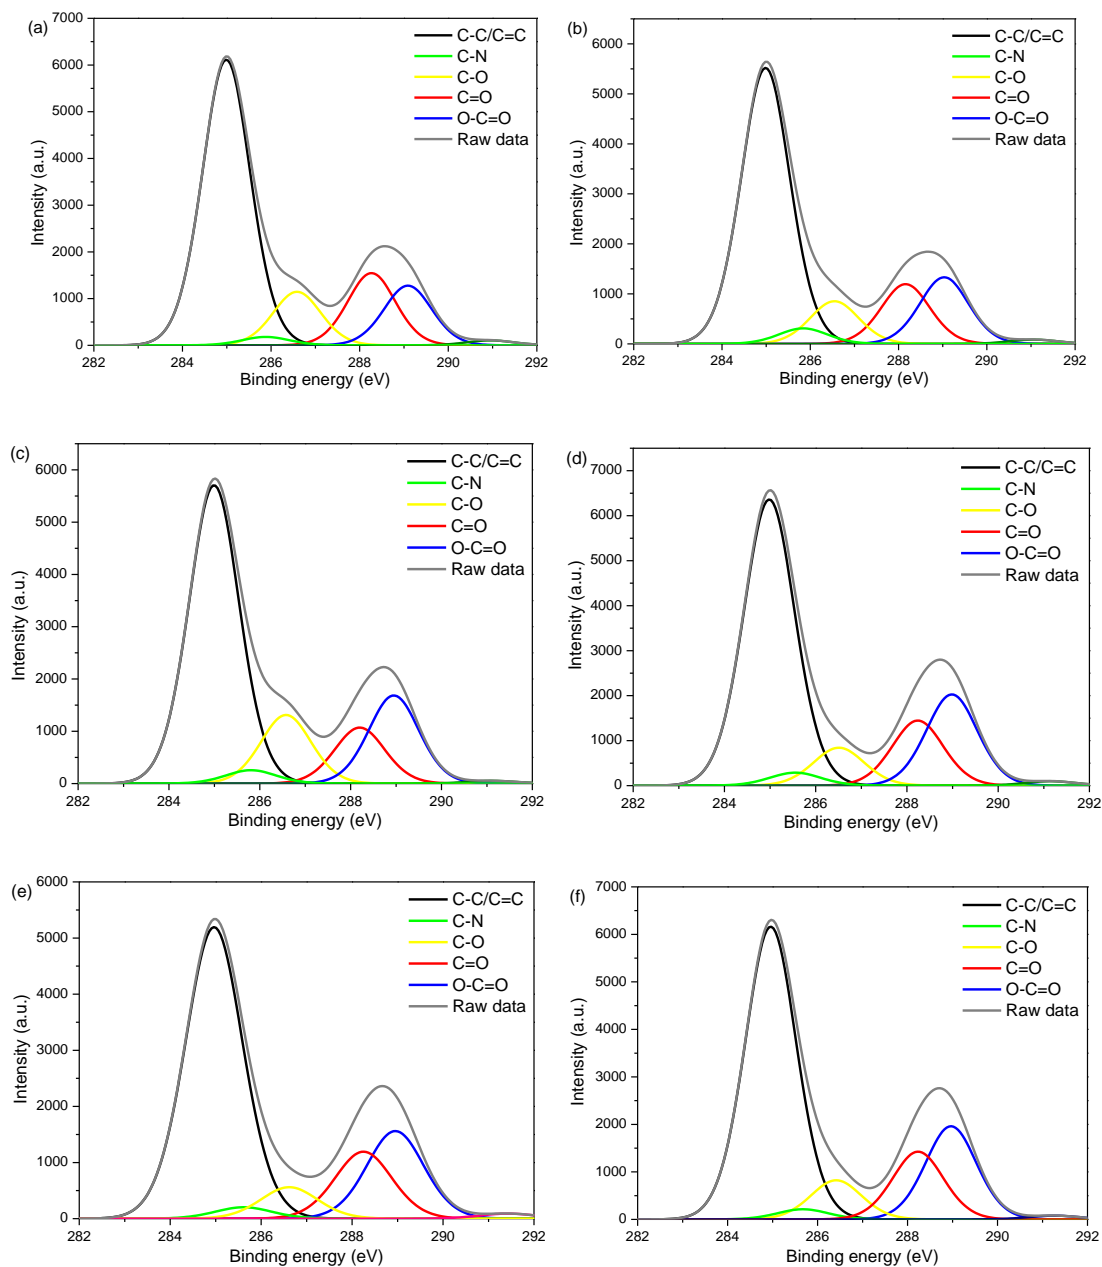 (a)
7000
6000
5000
4000
3000
2000
1000
0
282 284 286 288 290 292
Intensity (a.u.)
Binding energy (eV)
C-C/C=C
C-N
C-O
C=O
O-C=O
Raw data
(b)
6000
5000
4000
3000
2000
1000
0
282 284 286 288 290 292
Intensity (a.u.)
Binding energy (eV)
C-C/C=C
C-N
C-O
C=O
O-C=O
Raw data
(c)
6000
5000
4000
3000
2000
1000
0
282 284 286 288 290 292
Intensity (a.u.)
Binding energy (eV)
C-C/C=C
C-N
C-O
C=O
O-C=O
Raw data
(d)
7000
6000
5000
4000
3000
2000
1000
0
282 284 286 288 290 292
Intensity (a.u.)
Binding energy (eV)
C-C/C=C
C-N
C-O
C=O
O-C=O
Raw data
(e)
6000
5000
4000
3000
2000
1000
0
282 284 286 288 290 292
Intensity (a.u.)
Binding energy (eV)
C-C/C=C
C-N
C-O
C=O
O-C=O
Raw data
(f)
7000
6000
5000
4000
3000
2000
1000
0
282 284 286 288 290 292
Intensity (a.u.)
Binding energy (eV)
C-C/C=C
C-N
C-O
C=O
O-C=O
Raw data